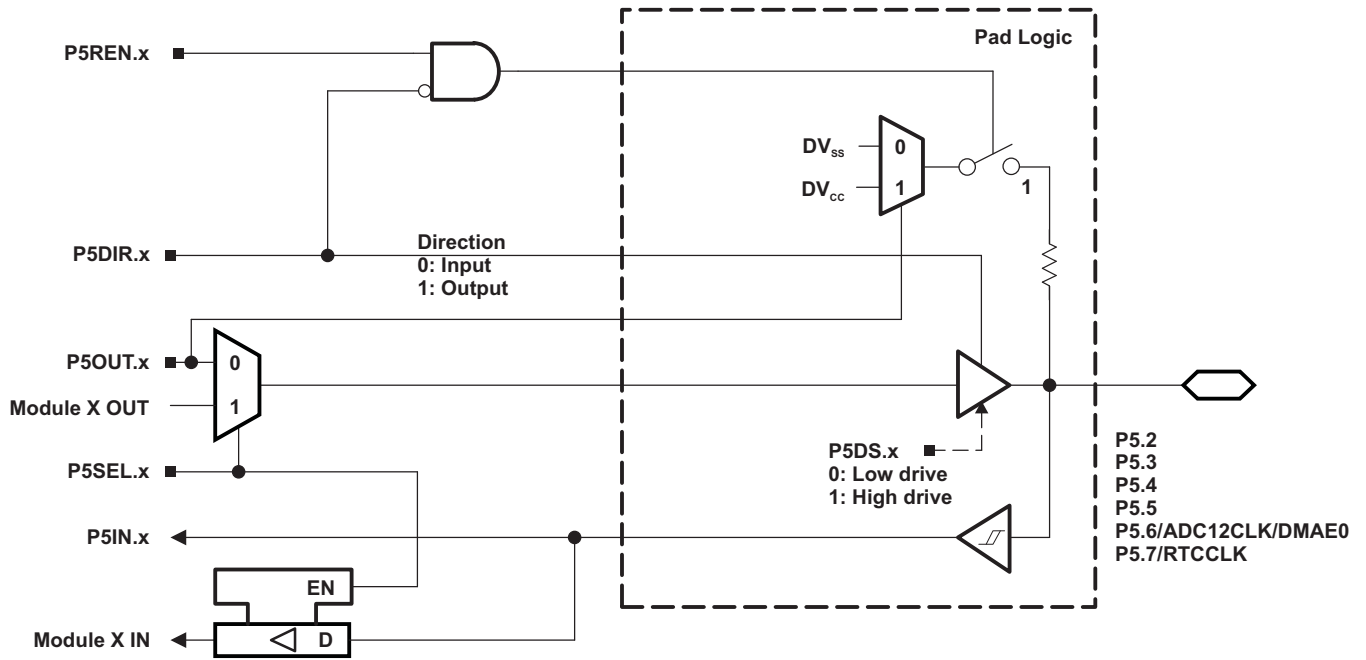 Pad Logic
P5REN.x
DVss
0
DVcc
1
1
P5DIR.x
Direction
0: Input
1: Output
P5OUT.x
0
Module X OUT
1
P5SEL.x
P5DS.x
0: Low drive
1: High drive
P5.2
P5.3
P5.4
P5.5
P5.6/ADC12CLK/DMAE0
P5.7/RTCCLK
P5IN.x
EN
Module X IN
D